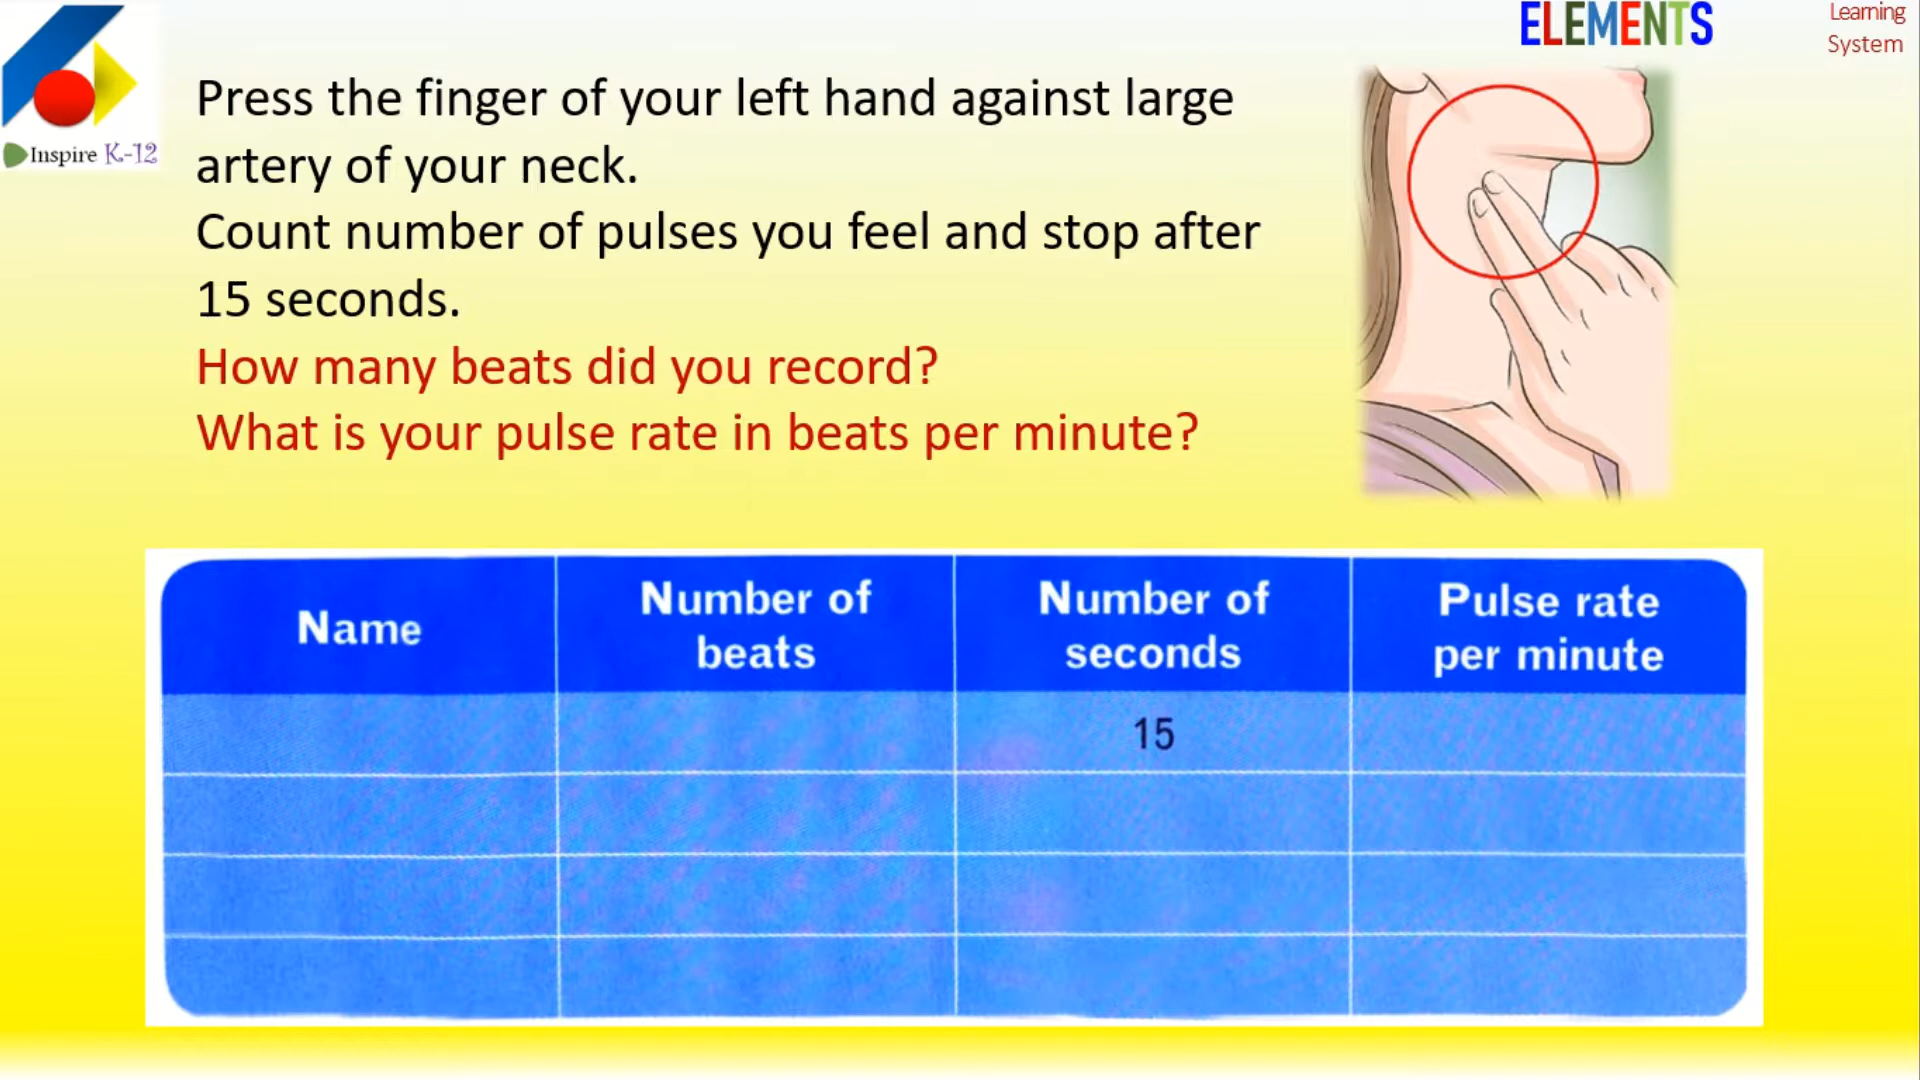 ELEMENTS
Learning
System
Inspire K-12
Press the finger of your left hand against large
artery of your neck.
Count number of pulses you feel and stop after
15 seconds.
How many beats did you record?
What is your pulse rate in beats per minute?
Name
Number of
beats
Number of
seconds
Pulse rate
per minute
15